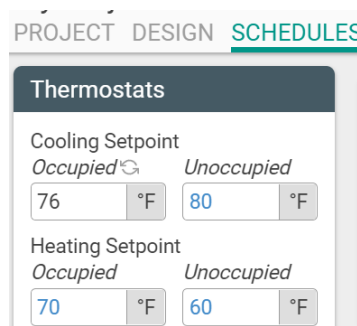 PROJECT DESIGN SCHEDULES
Thermostats
Cooling Setpoint
Occupied Unoccupied
76 °F 80 °F
Heating Setpoint
Occupied Unoccupied
70 °F 60 °F